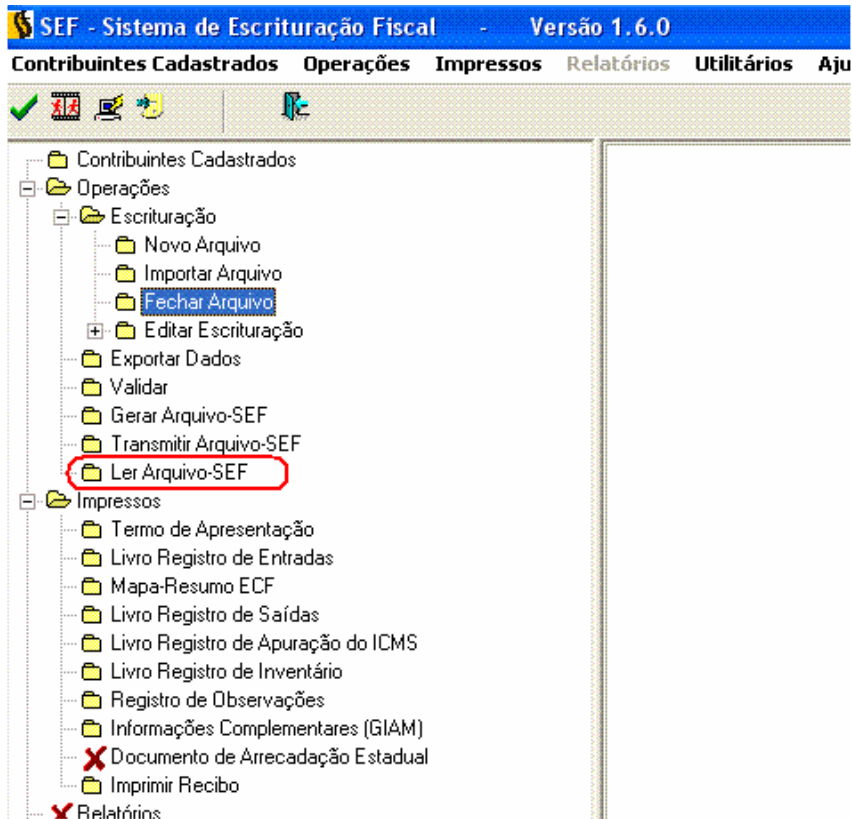 SEF - Sistema de Escrituração Fiscal - Versão 1.6.0
Contribuintes Cadastrados Operações Impressos Relatórios Utilitários Aju
Contribuintes Cadastrados
Operações
Escrituração
Novo Arquivo
Importar Arquivo
Fechar Arquivo
Editar Escrituração
Exportar Dados
Validar
Gerar Arquivo-SEF
Transmitir Arquivo-SEF
Ler Arquivo-SEF
Impressos
Termo de Apresentação
Livro Registro de Entradas
Mapa-Resumo ECF
Livro Registro de Saídas
Livro Registro de Apuração do ICMS
Livro Registro de Inventário
Registro de Observações
Informações Complementares (GIAM)
Documento de Arrecadação Estadual
Imprimir Recibo
Relatórios